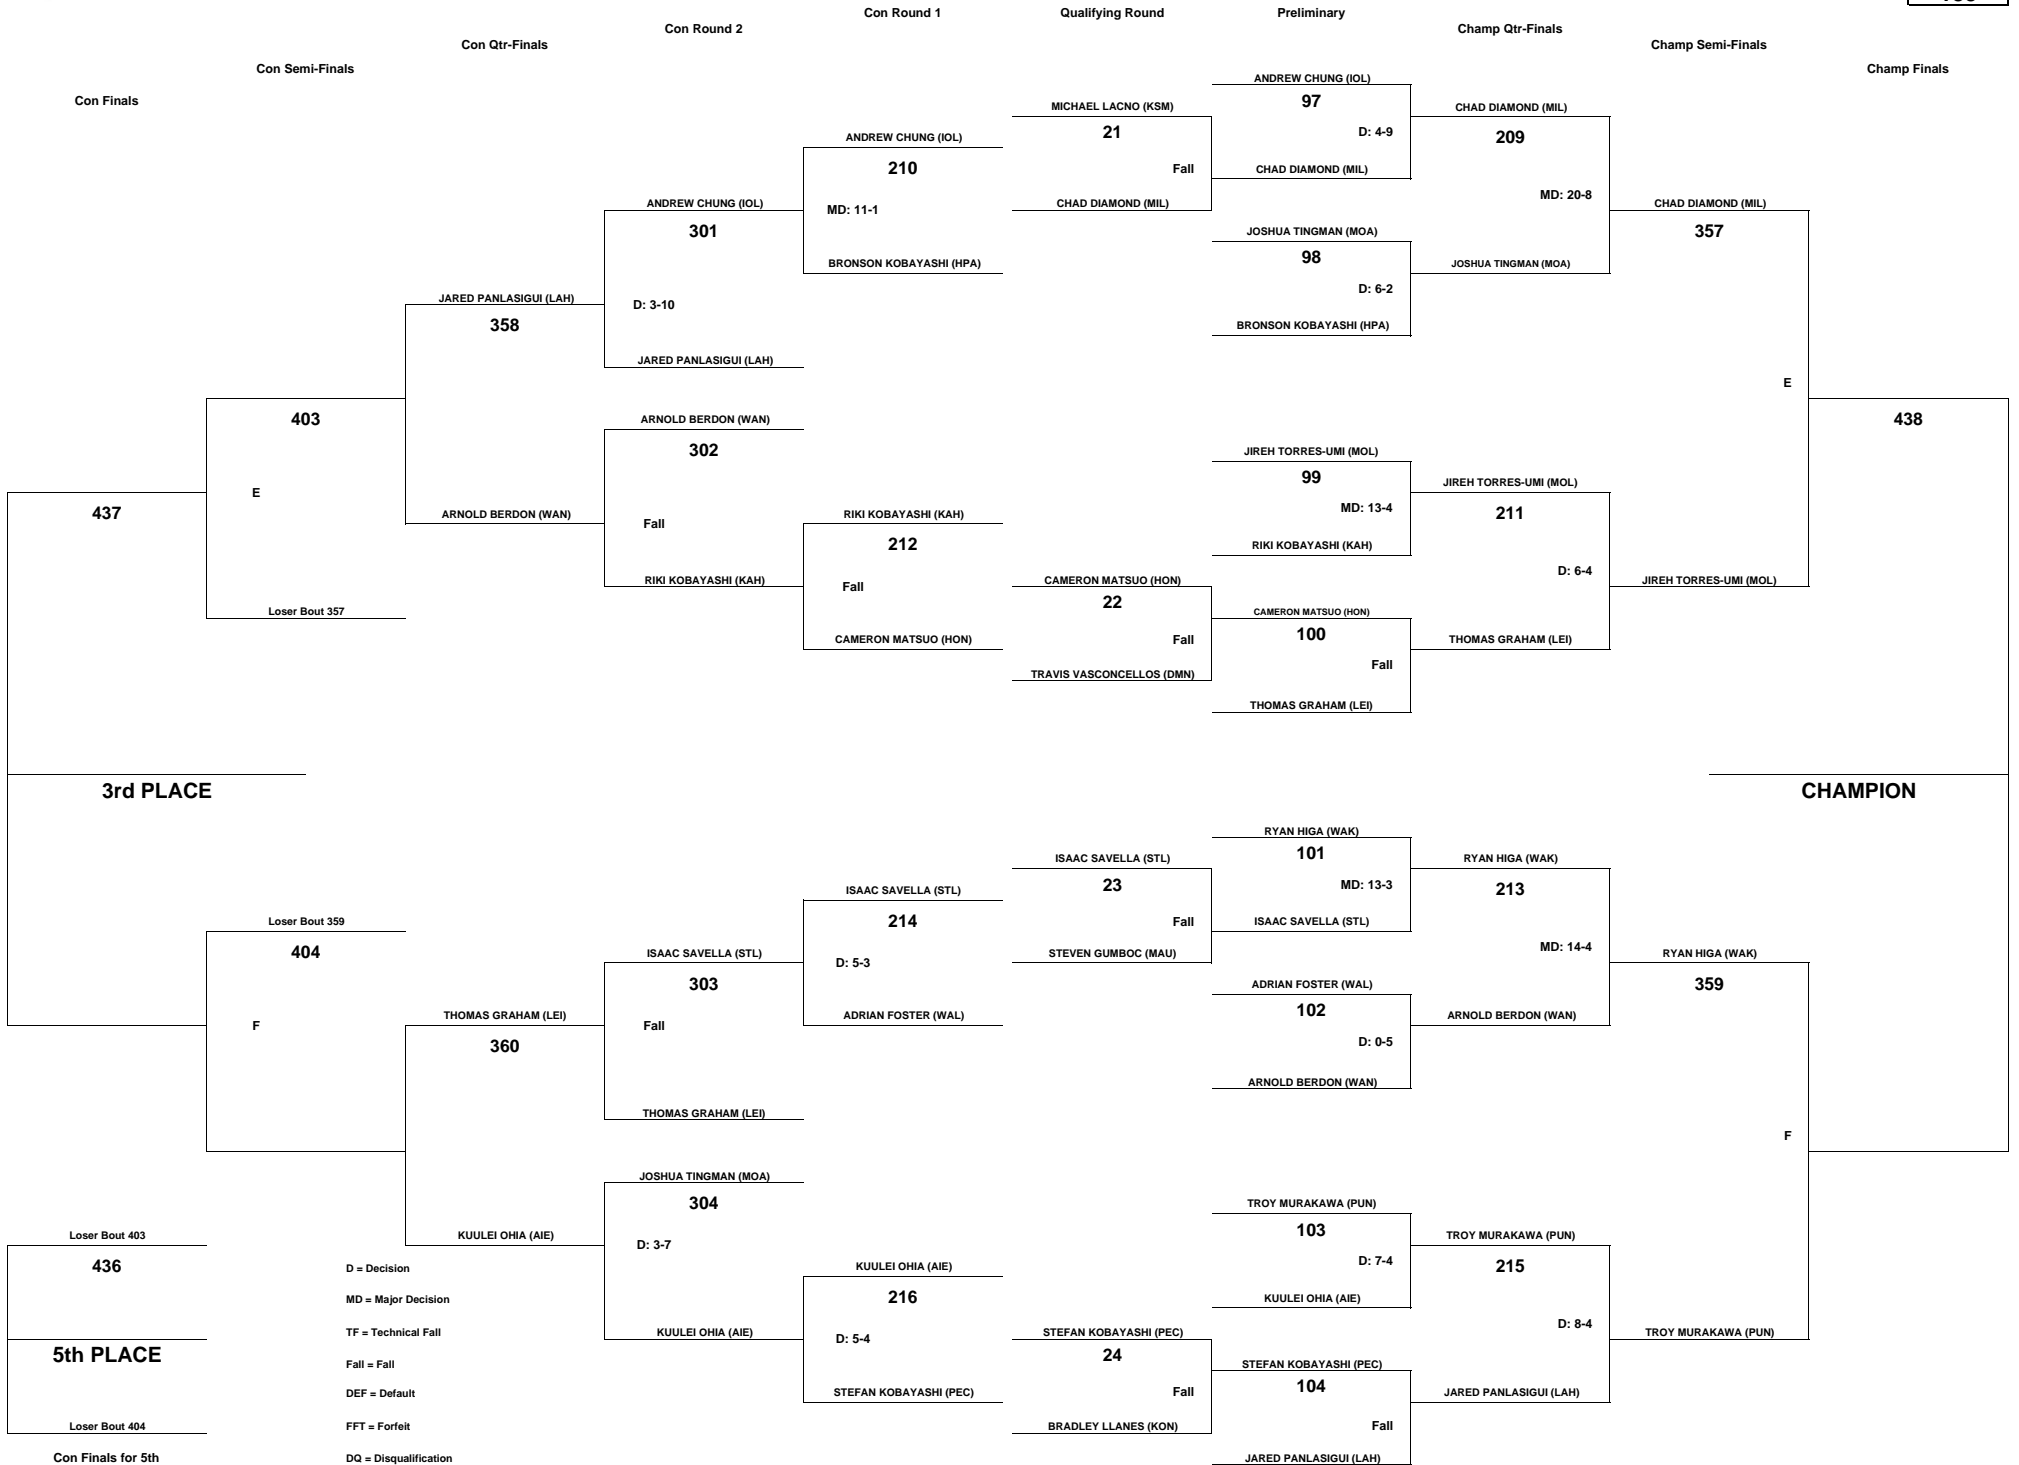 Con Round 1
Qualifying Round
Preliminary
Con Round 2
Champ Qtr-Finals
Con Qtr-Finals
Champ Semi-Finals
Con Semi-Finals
Champ Finals
Con Finals
ANDREW CHUNG (IOL)
97
D: 4-9
CHAD DIAMOND (MIL)
MICHAEL LACNO (KSM)
21
Fall
CHAD DIAMOND (MIL)
CHAD DIAMOND (MIL)
209
MD: 20-8
JOSHUA TINGMAN (MOA)
ANDREW CHUNG (IOL)
210
MD: 11-1
BRONSON KOBAYASHI (HPA)
ANDREW CHUNG (IOL)
301
D: 3-10
JARED PANLASIGUI (LAH)
CHAD DIAMOND (MIL)
357
E
JIREH TORRES-UMI (MOL)
JOSHUA TINGMAN (MOA)
98
D: 6-2
BRONSON KOBAYASHI (HPA)
JARED PANLASIGUI (LAH)
358
ARNOLD BERDON (WAN)
403
E
Loser Bout 357
ARNOLD BERDON (WAN)
302
Fall
RIKI KOBAYASHI (KAH)
438
JIREH TORRES-UMI (MOL)
99
MD: 13-4
RIKI KOBAYASHI (KAH)
JIREH TORRES-UMI (MOL)
211
D: 6-4
THOMAS GRAHAM (LEI)
437
RIKI KOBAYASHI (KAH)
212
Fall
CAMERON MATSUO (HON)
CAMERON MATSUO (HON)
22
Fall
TRAVIS VASCONCELLOS (DMN)
CAMERON MATSUO (HON)
100
Fall
THOMAS GRAHAM (LEI)
3rd PLACE
CHAMPION
RYAN HIGA (WAK)
101
MD: 13-3
ISAAC SAVELLA (STL)
ISAAC SAVELLA (STL)
23
Fall
STEVEN GUMBOC (MAU)
RYAN HIGA (WAK)
213
MD: 14-4
ARNOLD BERDON (WAN)
ISAAC SAVELLA (STL)
214
D: 5-3
ADRIAN FOSTER (WAL)
Loser Bout 359
404
F
ISAAC SAVELLA (STL)
303
Fall
THOMAS GRAHAM (LEI)
RYAN HIGA (WAK)
359
F
TROY MURAKAWA (PUN)
ADRIAN FOSTER (WAL)
102
D: 0-5
ARNOLD BERDON (WAN)
THOMAS GRAHAM (LEI)
360
KUULEI OHIA (AIE)
JOSHUA TINGMAN (MOA)
304
D: 3-7
KUULEI OHIA (AIE)
TROY MURAKAWA (PUN)
103
D: 7-4
KUULEI OHIA (AIE)
TROY MURAKAWA (PUN)
215
D: 8-4
JARED PANLASIGUI (LAH)
KUULEI OHIA (AIE)
216
D: 5-4
STEFAN KOBAYASHI (PEC)
STEFAN KOBAYASHI (PEC)
24
Fall
BRADLEY LLANES (KON)
STEFAN KOBAYASHI (PEC)
104
Fall
JARED PANLASIGUI (LAH)
Loser Bout 403
436
5th PLACE
Loser Bout 404
Con Finals for 5th
D = Decision
MD = Major Decision
TF = Technical Fall
Fall = Fall
DEF = Default
FFT = Forfeit
DQ = Disqualification